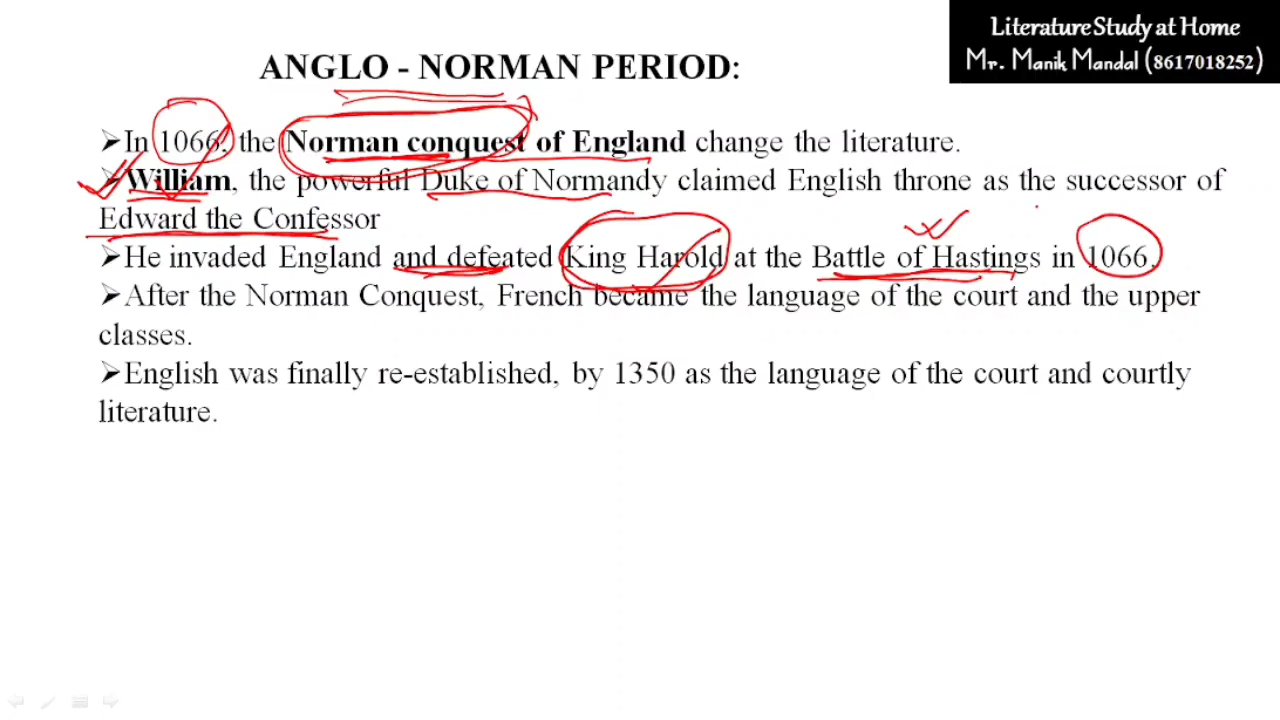 Literature Study at Home
Mr. Manik Mandal (8617018252)
ANGLO - NORMAN PERIOD:
➢In 1066, the Norman conquest of England change the literature.
➢William, the powerful Duke of Normandy claimed English throne as the successor of
Edward the Confessor
➢He invaded England and defeated King Harold at the Battle of Hastings in 1066.
➢After the Norman Conquest, French became the language of the court and the upper
classes.
➢English was finally re-established, by 1350 as the language of the court and courtly
literature.